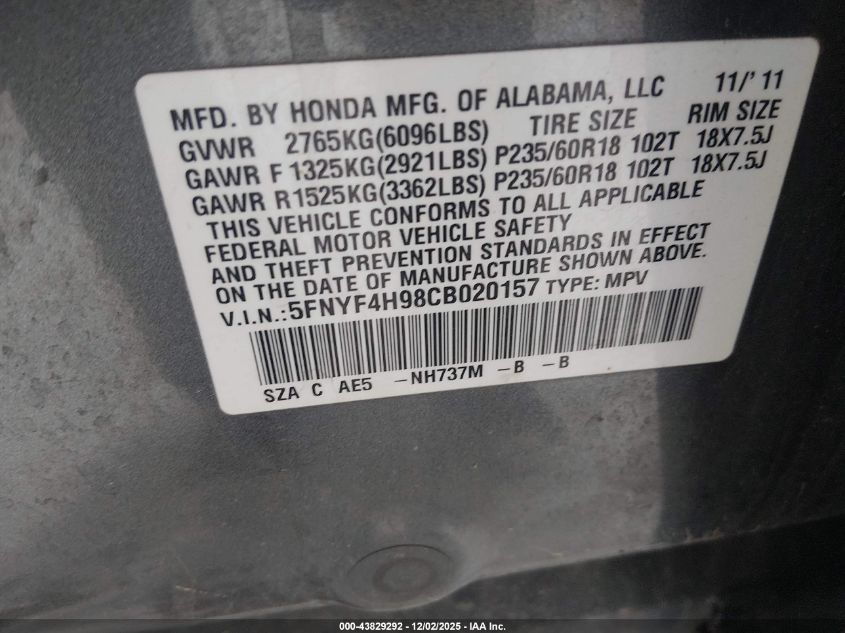 MFD. BY HONDA MFG. OF ALABAMA, LLC 11/'11
GVWR 2765KG(6096LBS) TIRE SIZE RIM SIZE
GAWR F 1325KG(2921LBS) P235/60R18 102T 18X7.5J
GAWR R1525KG(3362LBS) P235/60R18 102T 18X7.5J
THIS VEHICLE CONFORMS TO ALL APPLICABLE
FEDERAL MOTOR VEHICLE SAFETY
AND THEFT PREVENTION STANDARDS IN EFFECT
ON THE DATE OF MANUFACTURE SHOWN ABOVE.
V.I.N.:5FNYF4H98CB020157 TYPE: MPV
SZA C AE5 -NH737M -B -B
000-43829292 - 12/02/2025 - IAA Inc.